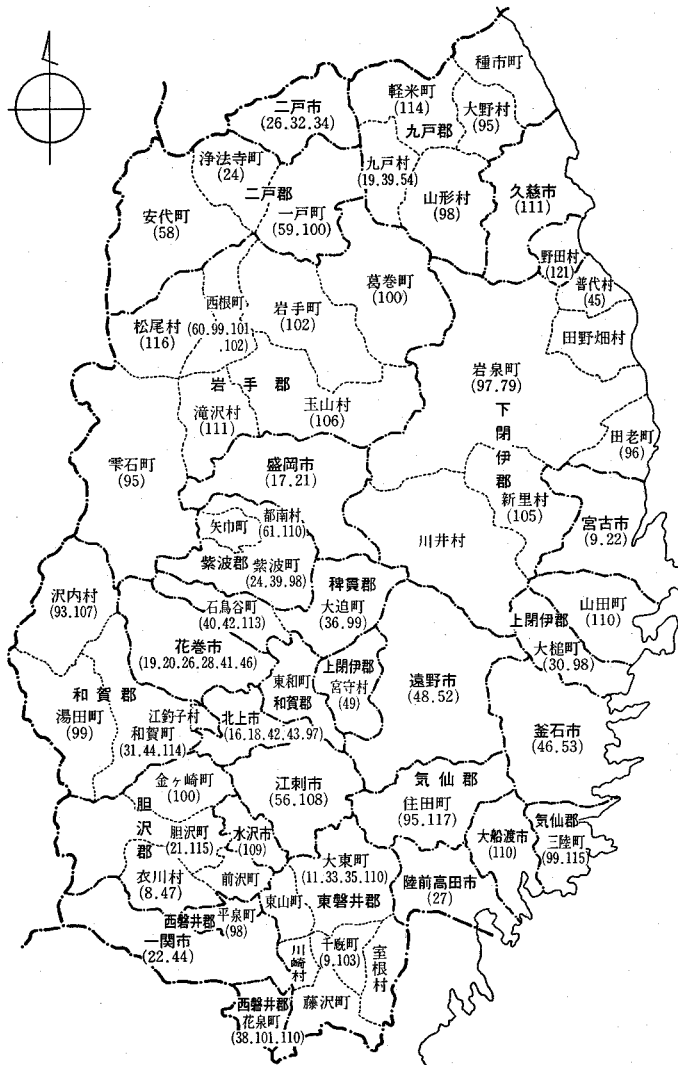 種市町
軽米町
(114)
大野村
(95)
九戸郡
二戸市
(26.32.34)
浄法寺町
(24)
九戸村
(19.39.54)
山形村
(98)
久慈市
(111)
二戸郡
一戸町
(59.100)
安代町
(58)
野田村
(121)
普代村
(45)
葛巻町
(100)
西根町
(60.99.101
.102)
岩手町
(102)
松尾村
(116)
田野畑村
岩泉町
(97.79)
岩手郡
滝沢村
(111)
玉山村
(106)
下閉伊郡
田老町
(96)
雫石町
(95)
盛岡市
(17.21)
新里村
(105)
宮古市
(9.22)
矢巾町
都南村
(61.110)
川井村
紫波郡
紫波町
(24.39.98)
稗貫郡
大迫町
(36.99)
沢内村
(93.107)
石鳥谷町
(40.42.113)
山田町
(110)
上閉伊郡
大槌町
(30.98)
花巻市
(19.20.26.28.41.46)
上閉伊郡
宮守村
(49)
遠野市
(48.52)
東和町
和賀郡
和賀郡
湯田町
(99)
江釣子村
和賀町
(31.44.114)
北上市
(16.18.42.43.97)
釜石市
(46.53)
金ヶ崎町
(100)
江刺市
(56.108)
気仙郡
住田町
(95.117)
胆沢郡
胆沢町
(21.115)
水沢市
(109)
大船渡市
(110)
気仙郡
三陸町
(99.115)
衣川村
(8.47)
前沢町
大東町
(11.33.35.110)
陸前高田市
(27)
東山町
東磐井郡
西磐井郡
平泉町
(98)
一関市
(22.44)
川崎村
千厩町
(9.103)
室根村
西磐井郡
花泉町
(38.101.110)
藤沢町